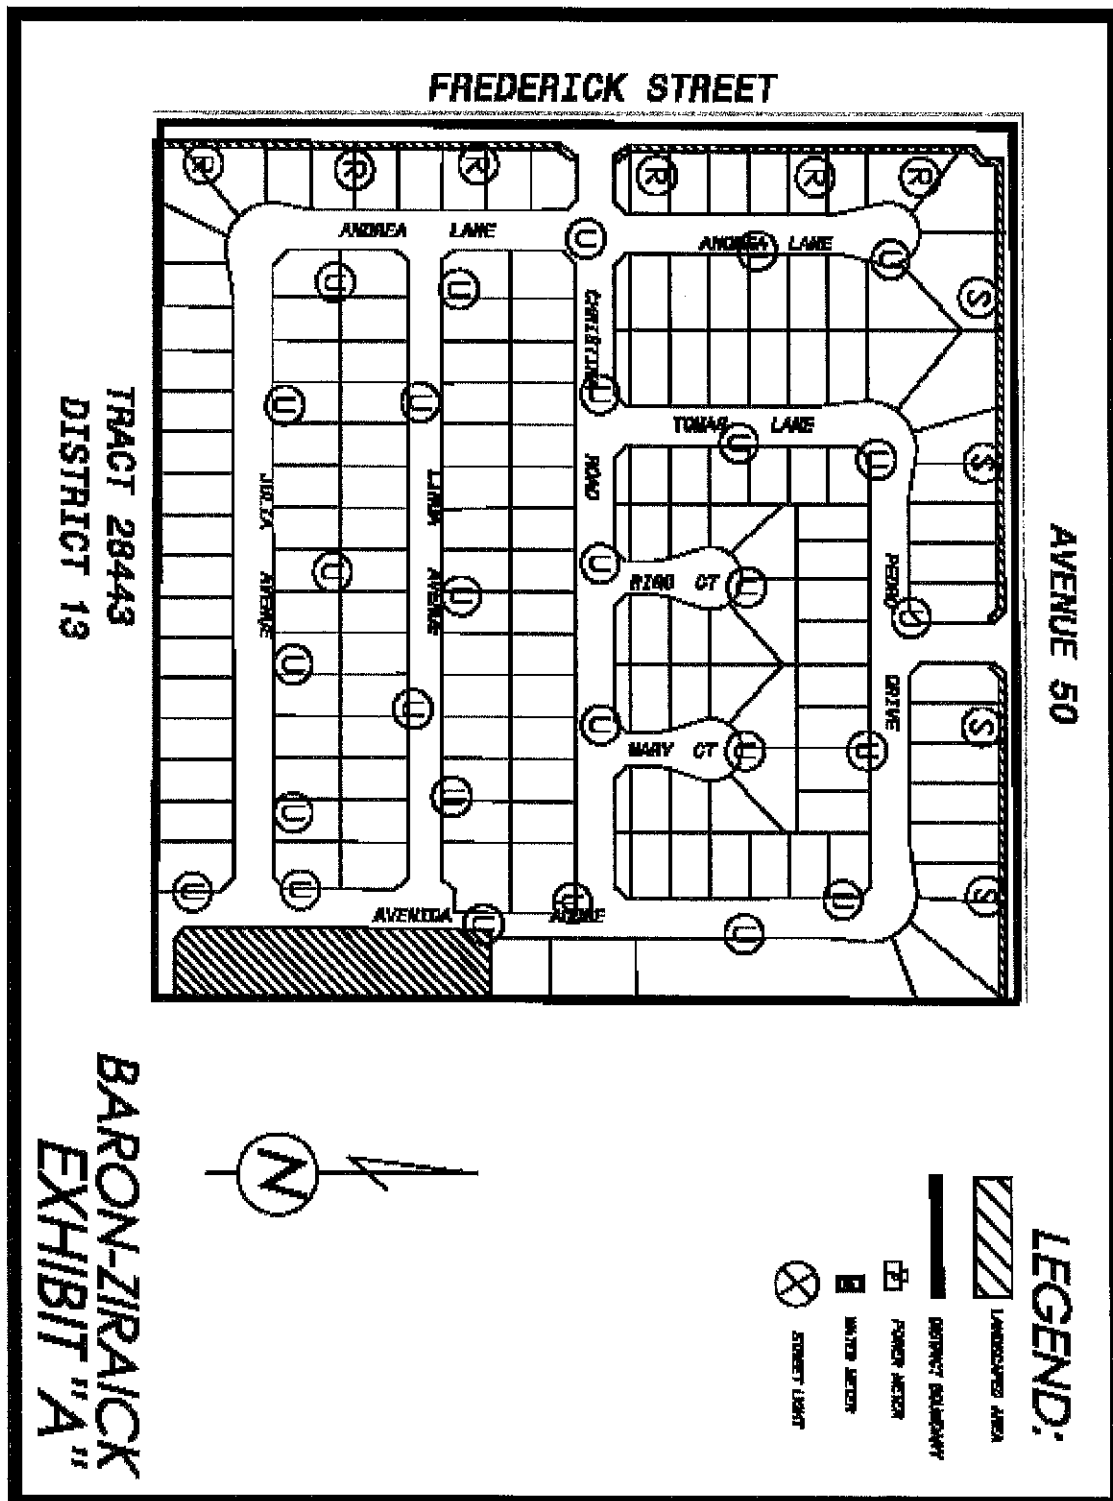 FREDERICK STREET
AVENUE 50
R
R
R
R
R
R
ANDREA LANE
ANDREA LANE
U
U
U
S
U
U
CHRISTINA
ROAD
U
U
U
U
TOMAS LANE
U
U
S
JULIA AVENUE
LINDA AVENUE
U
U
U
RINO CT
U
PEDRO DRIVE
U
U
U
U
MARY CT
U
U
S
U
U
U
U
U
U
U
U
S
AVENIDA ADOBE
U
TRACT 28443
DISTRICT 13
N
LEGEND:
LANDSCAPED AREA
DISTRICT BOUNDARY
POWER METER
WATER METER
STREET LIGHT
BARON-ZIRAICK
EXHIBIT "A"